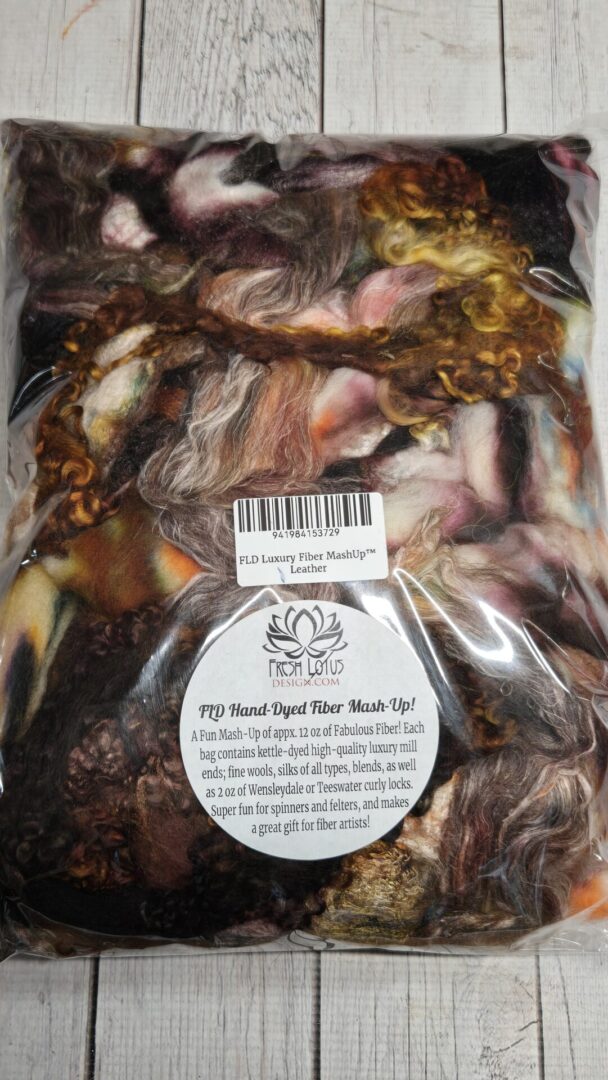 941984153729
FLD Luxury Fiber MashUp™
Leather
FRESH LOTUS
DESIGN.COM
FLD Hand-Dyed Fiber Mash-Up!
A Fun Mash-Up of appx. 12 oz of Fabulous Fiber! Each
bag contains kettle-dyed high-quality luxury mill
ends; fine wools, silks of all types, blends, as well
as 2 oz of Wensleydale or Teeswater curly locks.
Super fun for spinners and felters, and makes
a great gift for fiber artists!